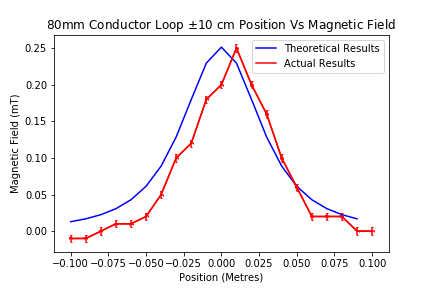 80mm Conductor Loop ±10 cm Position Vs Magnetic Field
Theoretical Results
Actual Results
Magnetic Field (mT)
0.25
0.20
0.15
0.10
0.05
0.00
−0.100 −0.075 −0.050 −0.025 0.000 0.025 0.050 0.075 0.100
Position (Metres)